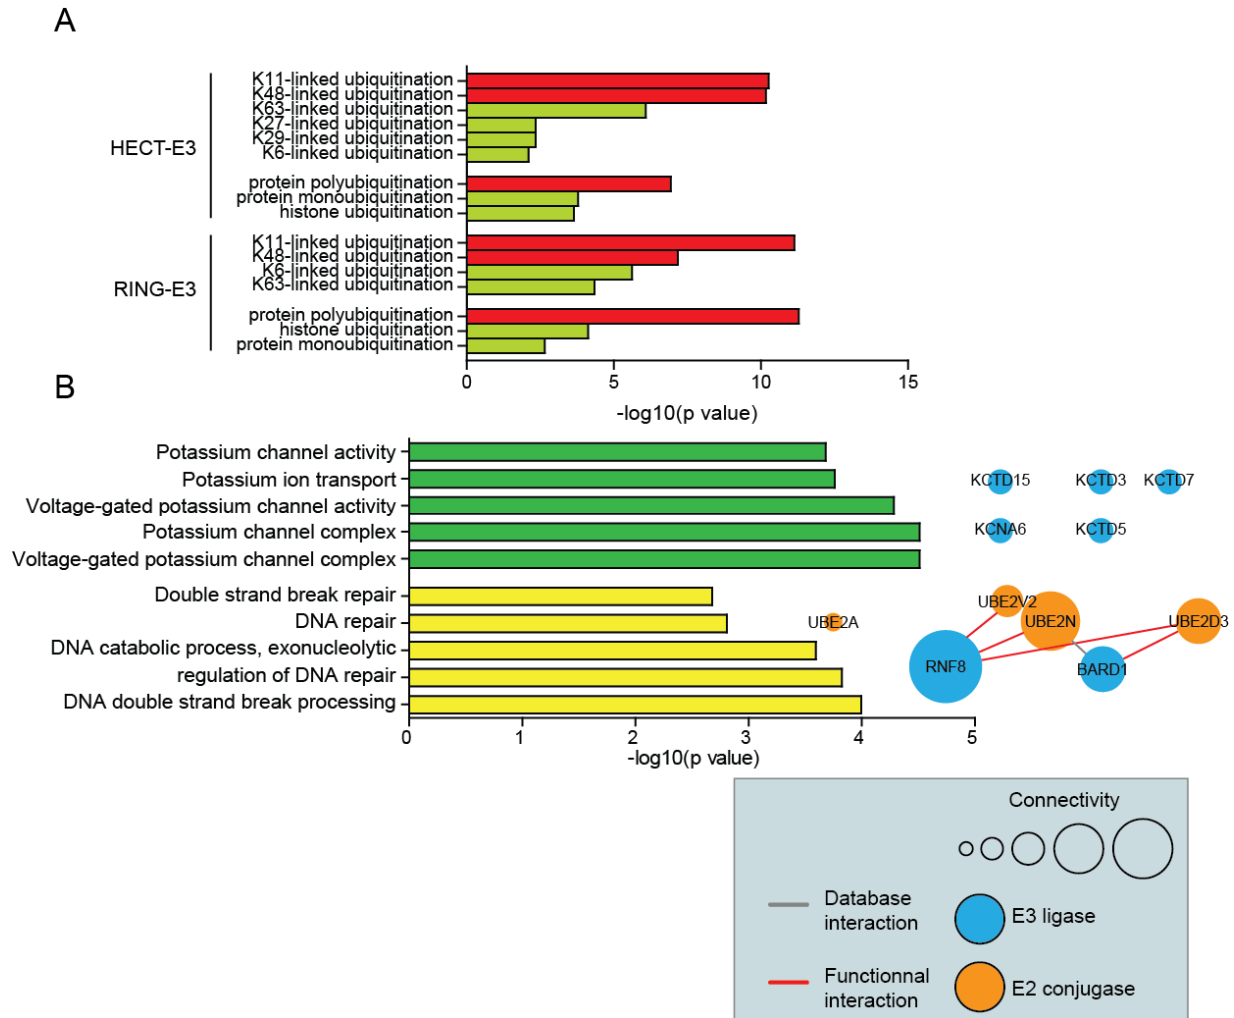 A
HECT-E3
K11-linked ubiquitination
K48-linked ubiquitination
K63-linked ubiquitination
K27-linked ubiquitination
K29-linked ubiquitination
K6-linked ubiquitination
protein polyubiquitination
protein monoubiquitination
histone ubiquitination
RING-E3
K11-linked ubiquitination
K48-linked ubiquitination
K6-linked ubiquitination
K63-linked ubiquitination
protein polyubiquitination
histone ubiquitination
protein monoubiquitination
0 5 10 15
-log10(p value)
B
Potassium channel activity
Potassium ion transport
Voltage-gated potassium channel activity
Potassium channel complex
Voltage-gated potassium channel complex
Double strand break repair
DNA repair
DNA catabolic process, exonucleolytic
regulation of DNA repair
DNA double strand break processing
0 1 2 3 4 5
-log10(p value)
KCTD15 KCTD3 KCTD7
KCNA6 KCTD5
UBE2V2
UBE2A UBE2N UBE2D3
RNF8 BARD1
Connectivity
Database
interaction
E3 ligase
Functionnal
interaction
E2 conjugase